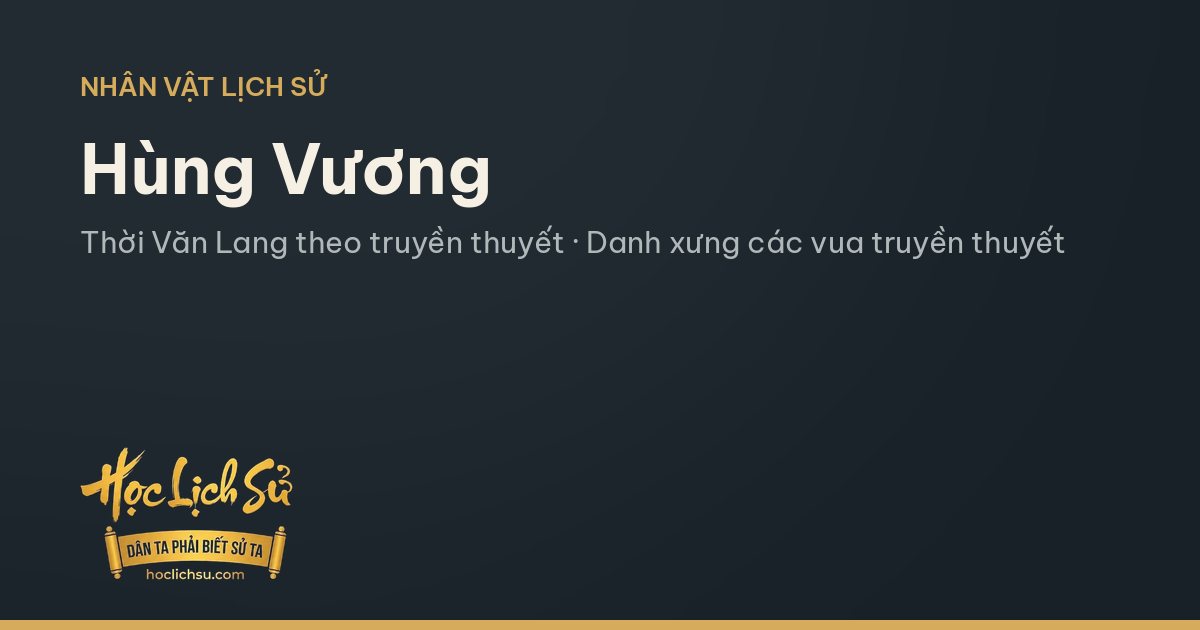 NHÂN VẬT LỊCH SỬ
Hùng Vương
Thời Văn Lang theo truyền thuyết · Danh xưng các vua truyền thuyết
Học Lịch Sử
DÂN TA PHẢI BIẾT SỬ TA
hoclichsu.com